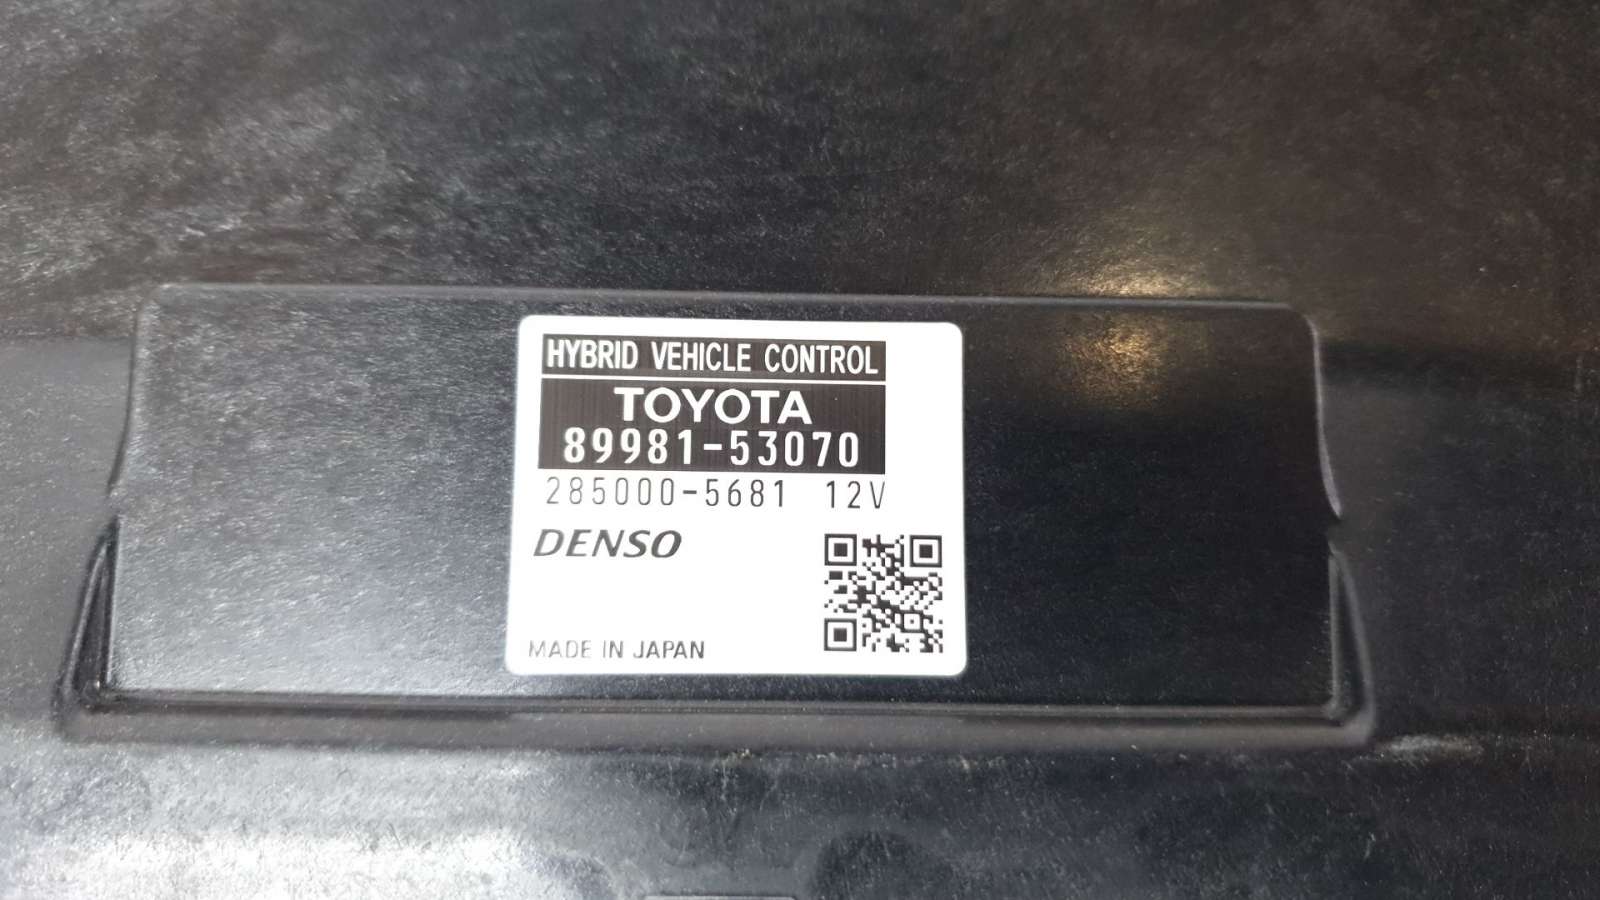 HYBRID VEHICLE CONTROL
TOYOTA
89981-53070
285000-5681 12V
DENSO
MADE IN JAPAN